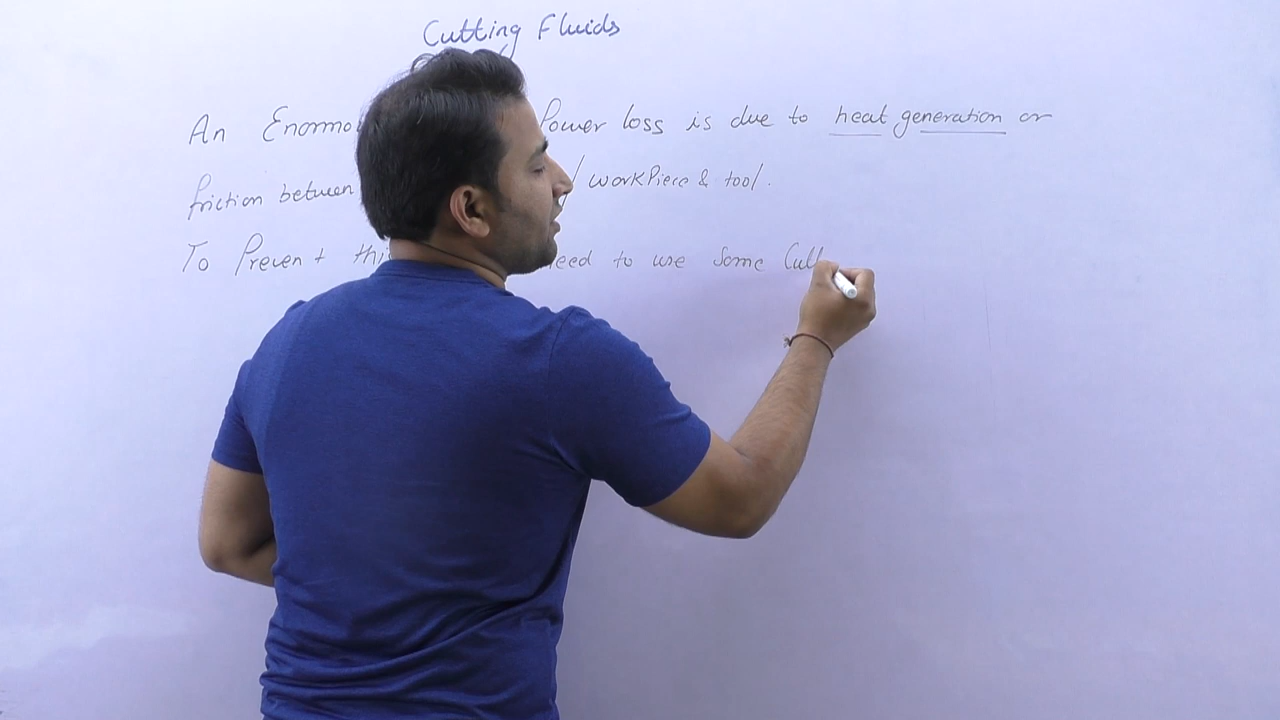 Cutting Fluids
An Enormo Power loss is due to heat generation or
friction between / workPiece & tool.
To Prevent thi need to use Some Cutt